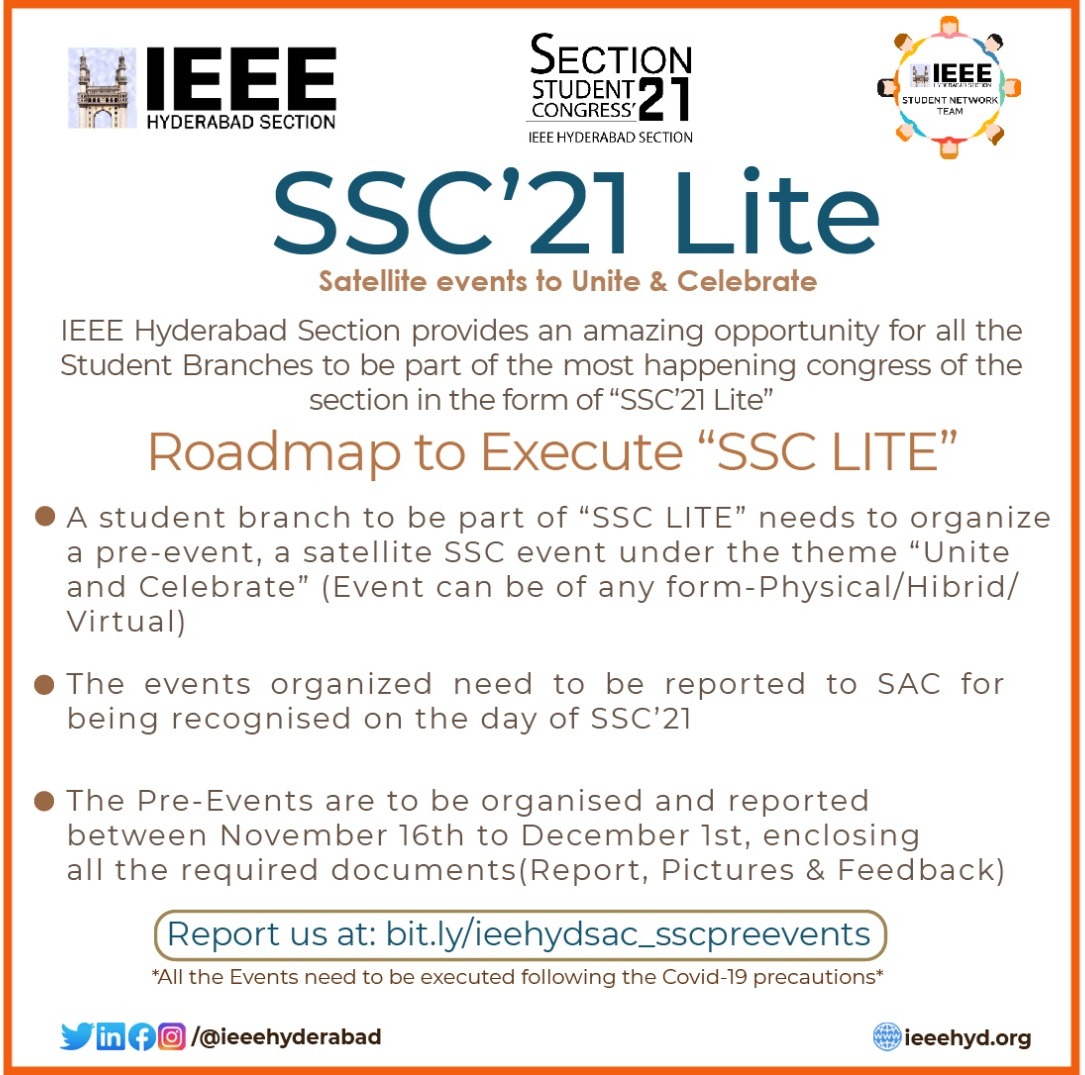 IEEE
HYDERABAD SECTION
SECTION
STUDENT
CONGRESS'21
IEEE HYDERABAD SECTION
IEEE
HYDERABAD SECTION
STUDENT NETWORK
TEAM
SSC'21 Lite
Satellite events to Unite & Celebrate
IEEE Hyderabad Section provides an amazing opportunity for all the
Student Branches to be part of the most happening congress of the
section in the form of “SSC'21 Lite”
Roadmap to Execute “SSC LITE”
A student branch to be part of “SSC LITE” needs to organize
a pre-event, a satellite SSC event under the theme “Unite
and Celebrate” (Event can be of any form-Physical/Hibrid/
Virtual)
The events organized need to be reported to SAC for
being recognised on the day of SSC'21
The Pre-Events are to be organised and reported
between November 16th to December 1st, enclosing
all the required documents(Report, Pictures & Feedback)
Report us at: bit.ly/ieehydsac_sscpreevents
*All the Events need to be executed following the Covid-19 precautions*
/@ieeehyderabad
ieeehyd.org